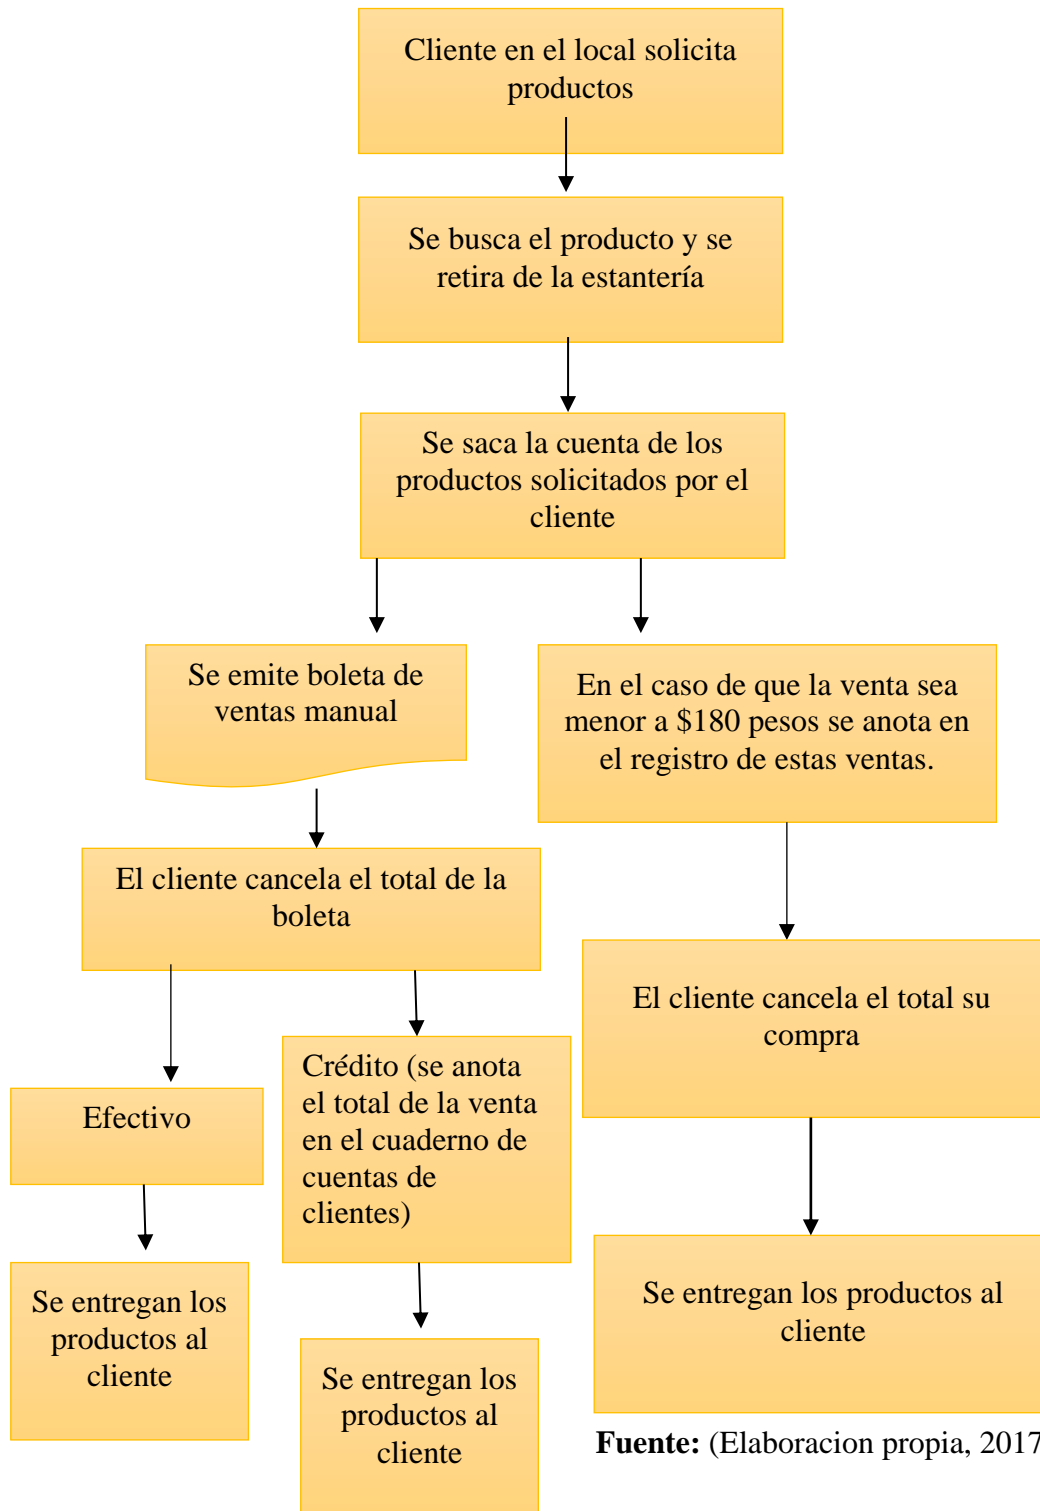 Cliente en el local solicita
productos
Se busca el producto y se
retira de la estantería
Se saca la cuenta de los
productos solicitados por el
cliente
Se emite boleta de
ventas manual
En el caso de que la venta sea
menor a $180 pesos se anota en
el registro de estas ventas.
El cliente cancela el total de la
boleta
El cliente cancela el total su
compra
Efectivo
Crédito (se anota
el total de la venta
en el cuaderno de
cuentas de
clientes)
Se entregan los
productos al
cliente
Se entregan los
productos al
cliente
Se entregan los productos al
cliente
Fuente: (Elaboracion propia, 2017